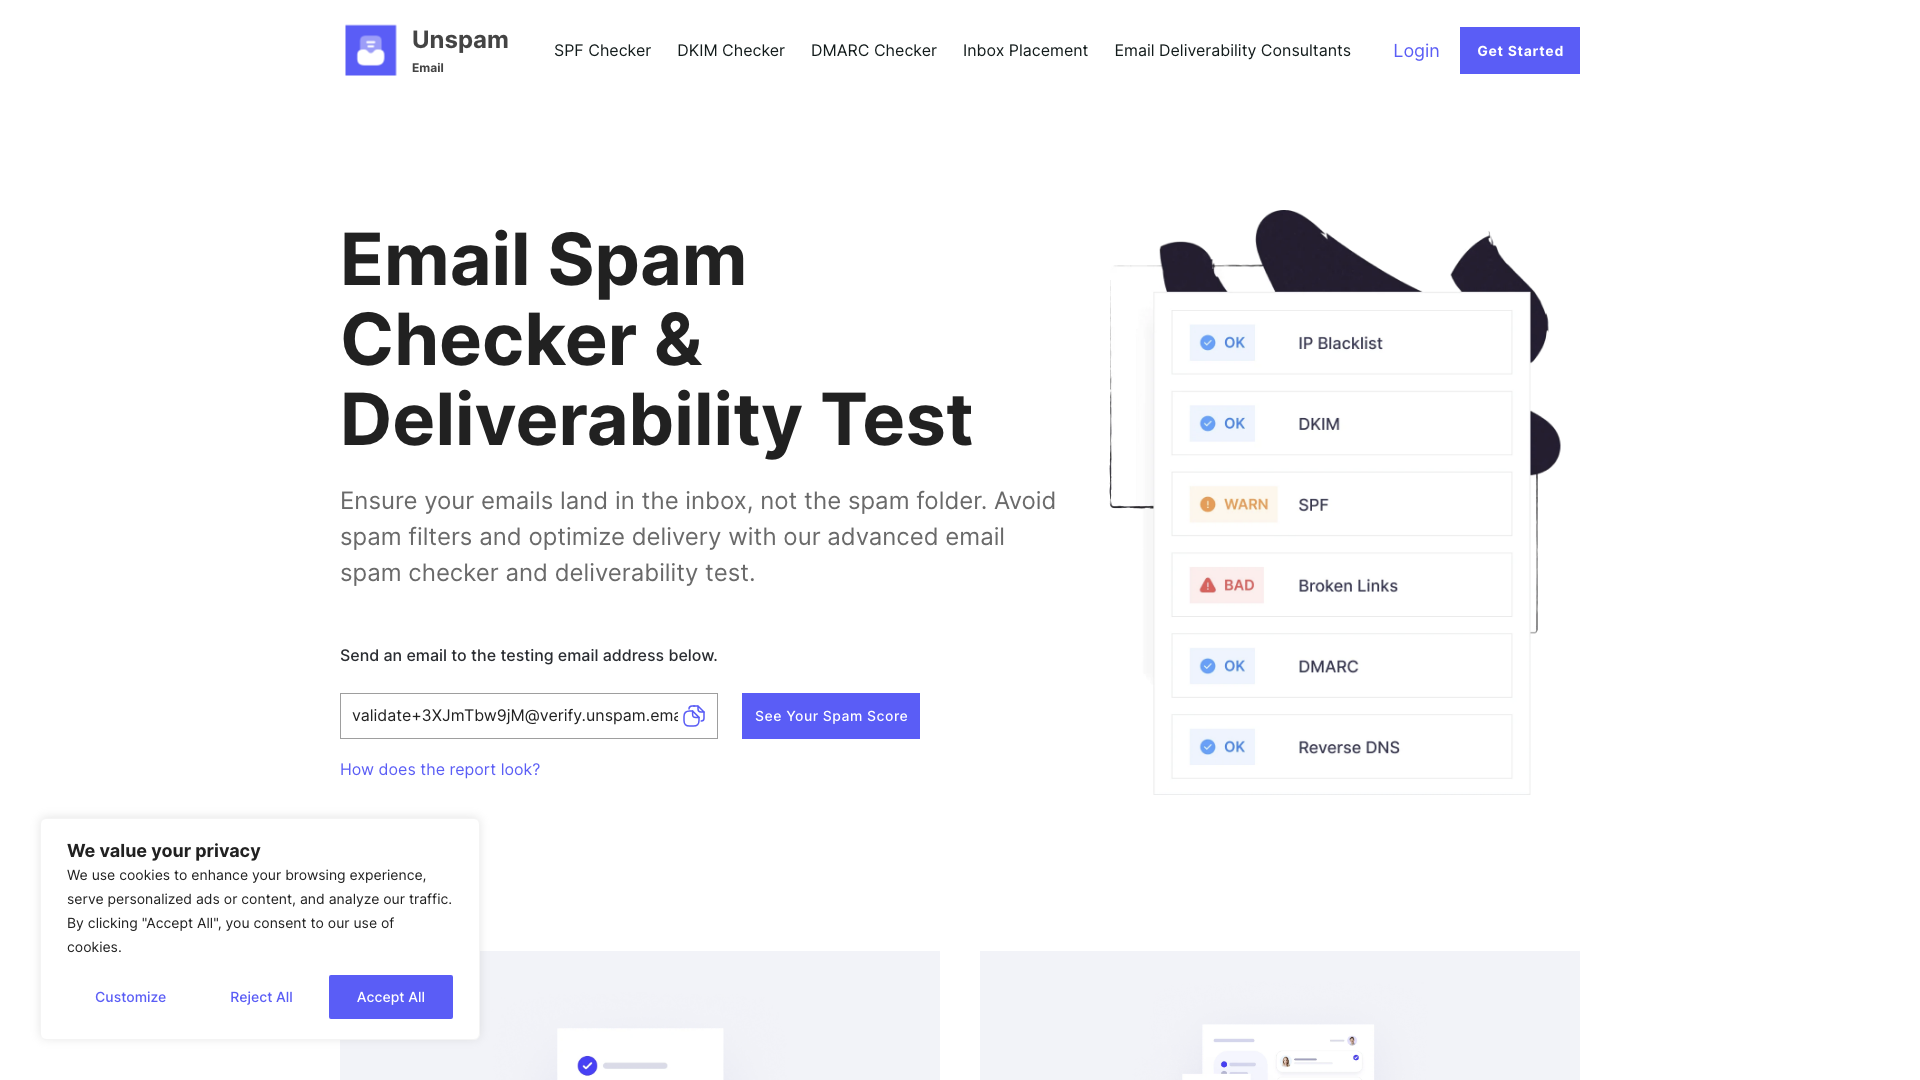 Unspam
Email
SPF Checker
DKIM Checker
DMARC Checker
Inbox Placement
Email Deliverability Consultants
Login
Get Started
Email Spam
Checker &
Deliverability Test
Ensure your emails land in the inbox, not the spam folder. Avoid
spam filters and optimize delivery with our advanced email
spam checker and deliverability test.
Send an email to the testing email address below.
validate+3XJmTbw9jM@verify.unspam.ema
See Your Spam Score
How does the report look?
OK IP Blacklist
OK DKIM
WARN SPF
BAD Broken Links
OK DMARC
OK Reverse DNS
We value your privacy
We use cookies to enhance your browsing experience,
serve personalized ads or content, and analyze our traffic.
By clicking "Accept All", you consent to our use of
cookies.
Customize
Reject All
Accept All